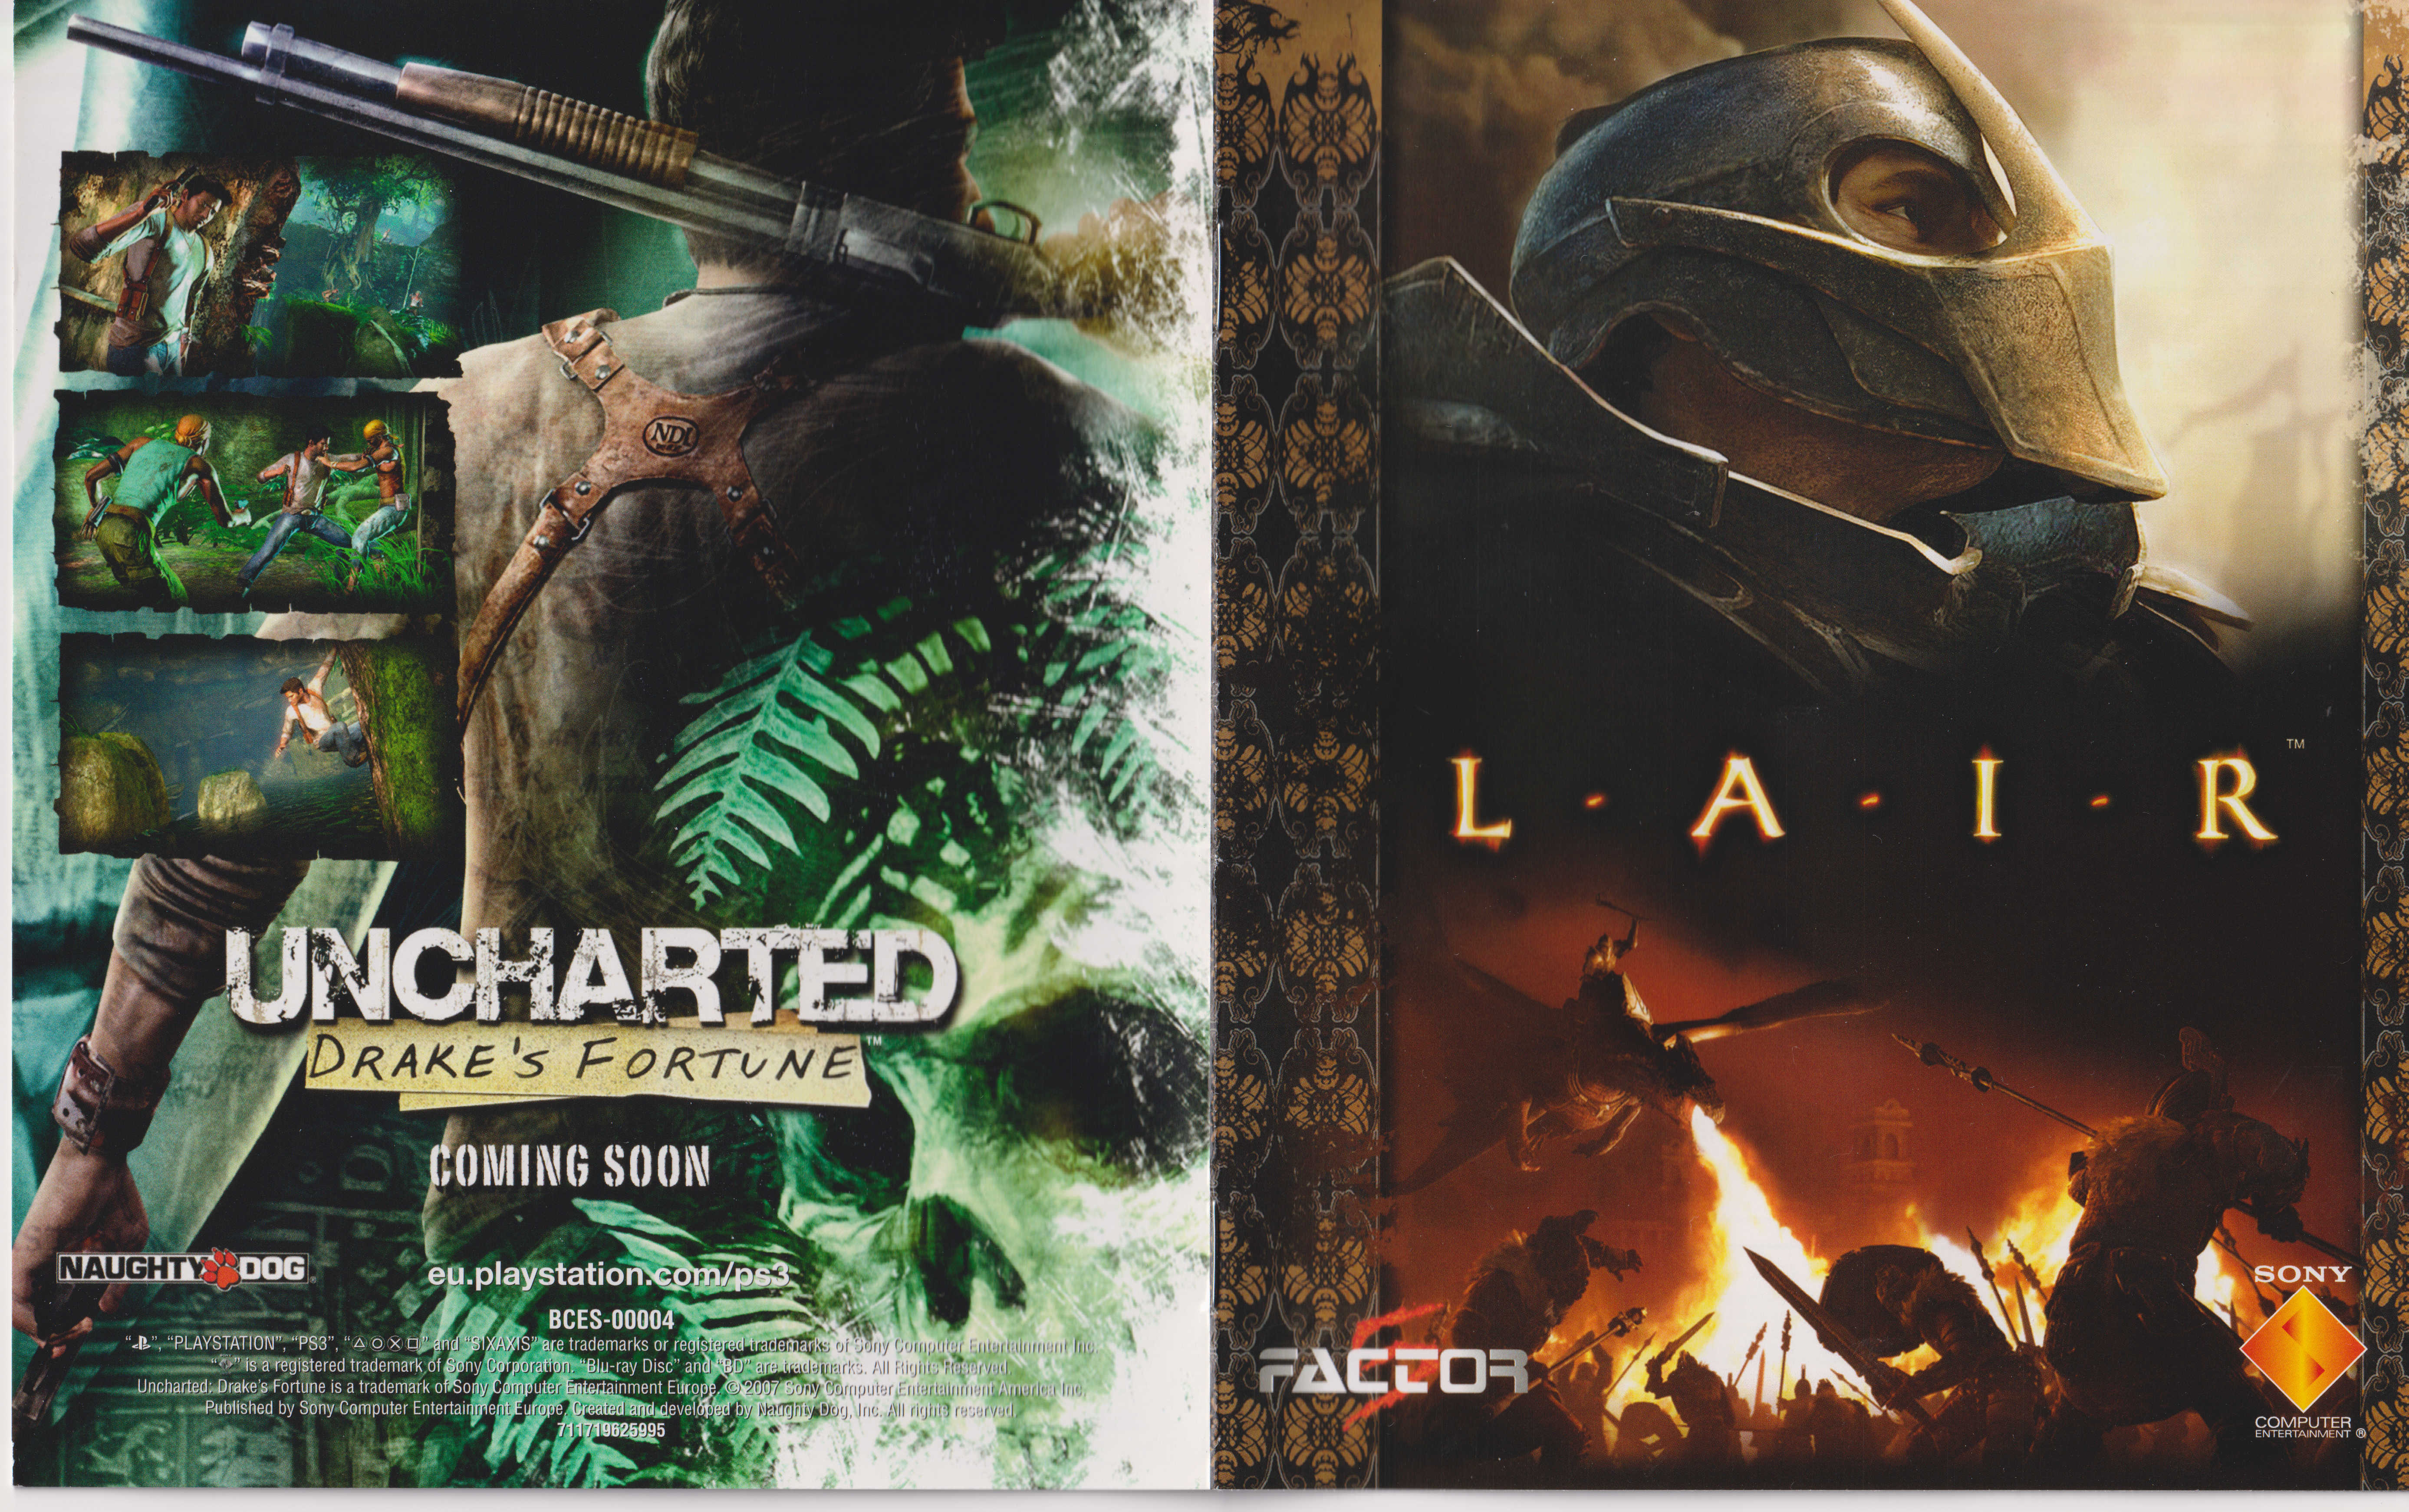 NDI
UNCHARTED
DRAKE'S FORTUNE™
COMING SOON
NAUGHTY DOG
eu.playstation.com/ps3
BCES-00004
“ ”, “PLAYSTATION”, “PS3”, “△○✕□” and “SIXAXIS” are trademarks or registered trademarks of Sony Computer Entertainment Inc.
“ ” is a registered trademark of Sony Corporation. “Blu-ray Disc” and “BD” are trademarks. All Rights Reserved.
Uncharted: Drake’s Fortune is a trademark of Sony Computer Entertainment Europe. © 2007 Sony Computer Entertainment America Inc.
Published by Sony Computer Entertainment Europe. Created and developed by Naughty Dog, Inc. All rights reserved.
711719625995
L·A·I·R™
FACTOR 5
SONY
COMPUTER
ENTERTAINMENT ®